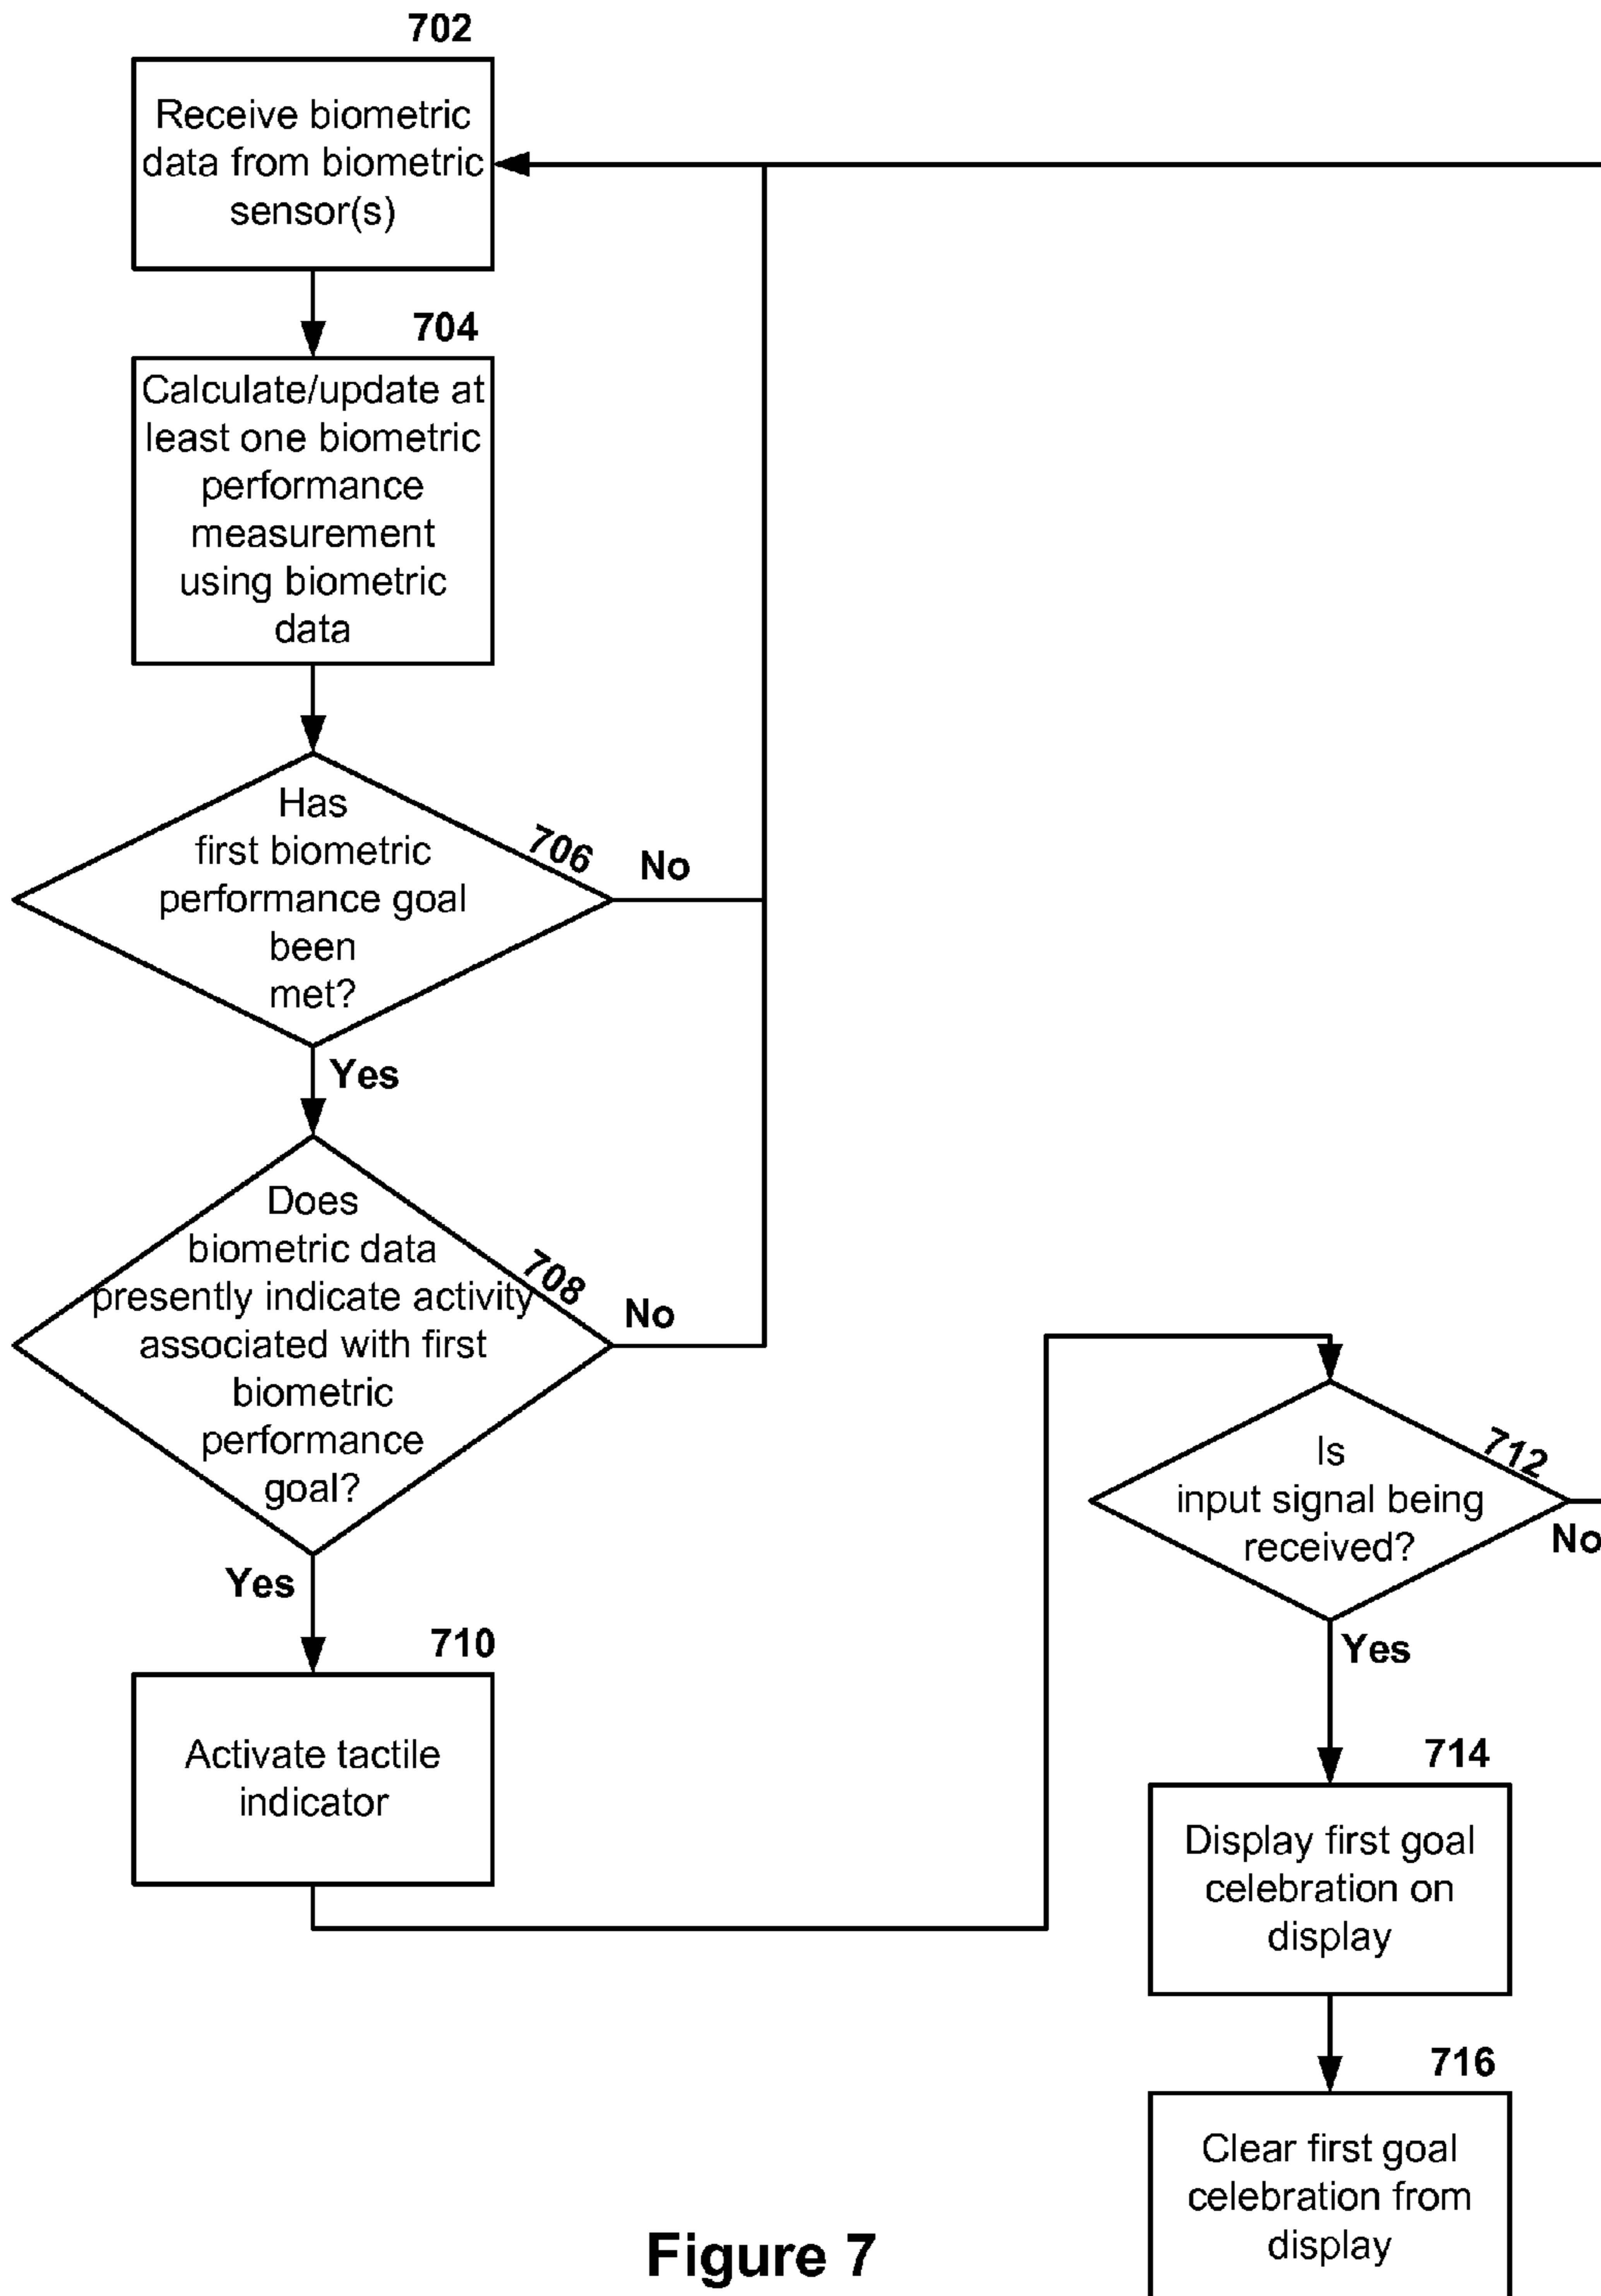 702
Receive biometric
data from biometric
sensor(s)
704
Calculate/update at
least one biometric
performance
measurement
using biometric
data
706
Has
first biometric
performance goal
been
met?
No
Yes
708
Does
biometric data
presently indicate activity
associated with first
biometric
performance
goal?
No
Yes
710
Activate tactile
indicator
712
Is
input signal being
received?
No
Yes
714
Display first goal
celebration on
display
716
Clear first goal
celebration from
display
Figure 7